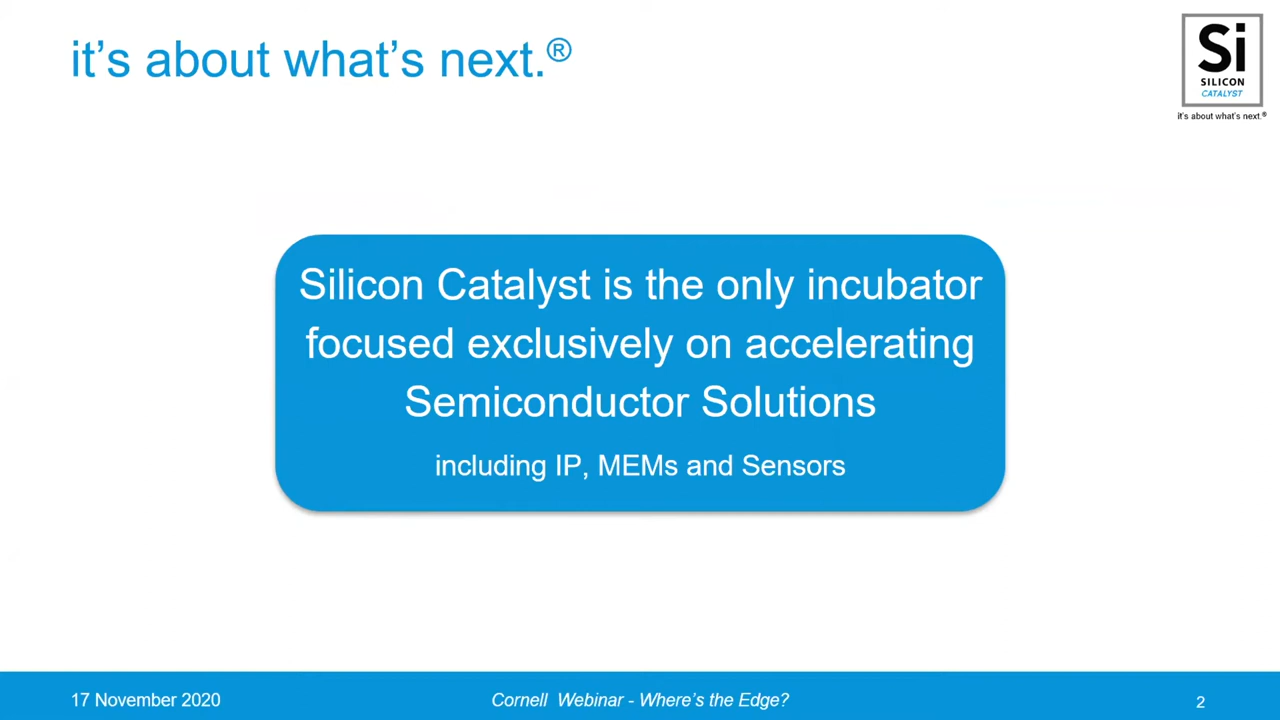 it's about what's next.®
Si
SILICON
CATALYST
it's about what's next.®
Silicon Catalyst is the only incubator
focused exclusively on accelerating
Semiconductor Solutions
including IP, MEMs and Sensors
17 November 2020
Cornell Webinar - Where's the Edge?
2